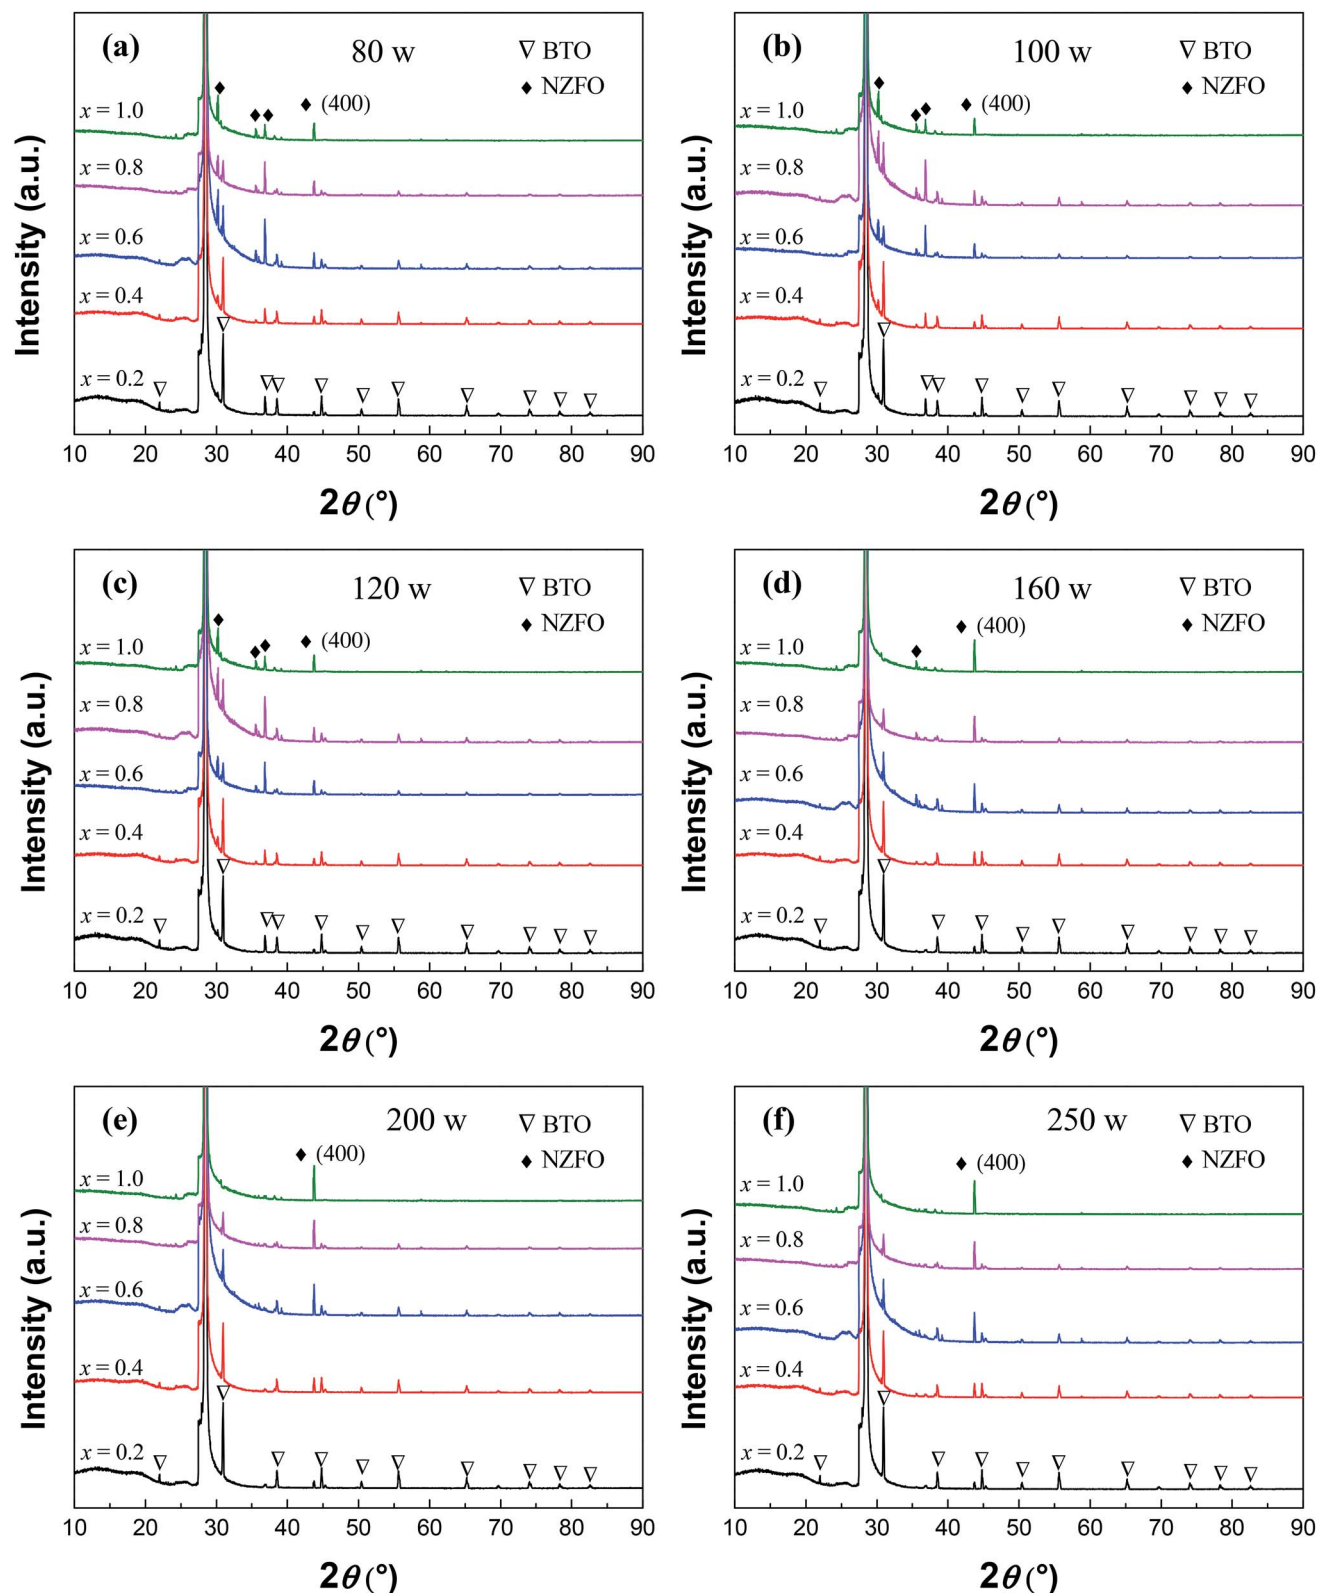 (a) 80 w ▽ BTO
◆ NZFO
◆ (400)
x = 1.0
x = 0.8
x = 0.6
x = 0.4
x = 0.2
Intensity (a.u.)
10 20 30 40 50 60 70 80 90
2θ (°)
(b) 100 w ▽ BTO
◆ NZFO
◆ (400)
x = 1.0
x = 0.8
x = 0.6
x = 0.4
x = 0.2
Intensity (a.u.)
10 20 30 40 50 60 70 80 90
2θ (°)
(c) 120 w ▽ BTO
◆ NZFO
◆ (400)
x = 1.0
x = 0.8
x = 0.6
x = 0.4
x = 0.2
Intensity (a.u.)
10 20 30 40 50 60 70 80 90
2θ (°)
(d) 160 w ▽ BTO
◆ NZFO
◆ (400)
x = 1.0
x = 0.8
x = 0.6
x = 0.4
x = 0.2
Intensity (a.u.)
10 20 30 40 50 60 70 80 90
2θ (°)
(e) 200 w ▽ BTO
◆ NZFO
◆ (400)
x = 1.0
x = 0.8
x = 0.6
x = 0.4
x = 0.2
Intensity (a.u.)
10 20 30 40 50 60 70 80 90
2θ (°)
(f) 250 w ▽ BTO
◆ NZFO
◆ (400)
x = 1.0
x = 0.8
x = 0.6
x = 0.4
x = 0.2
Intensity (a.u.)
10 20 30 40 50 60 70 80 90
2θ (°)